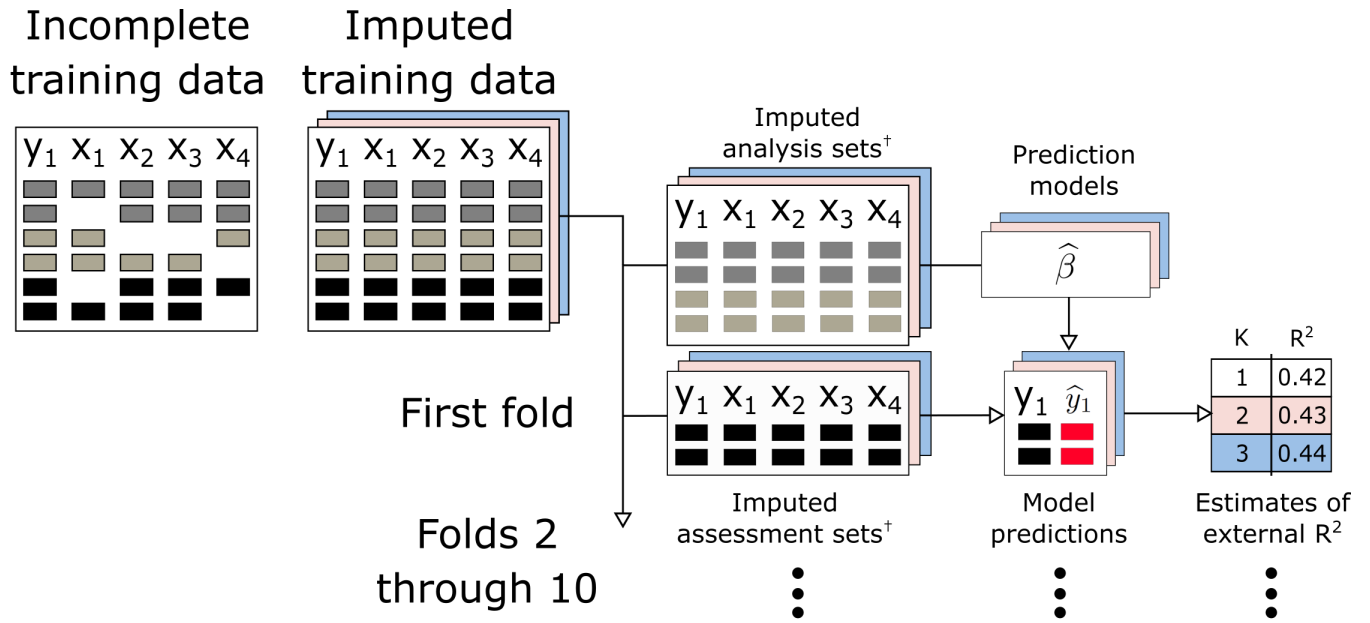 Incomplete
training data
y₁ x₁ x₂ x₃ x₄
Imputed
training data
y₁ x₁ x₂ x₃ x₄
Imputed
analysis sets†
y₁ x₁ x₂ x₃ x₄
Prediction
models
β̂
First fold
y₁ x₁ x₂ x₃ x₄
Imputed
assessment sets†
y₁ ŷ₁
Model
predictions
K R²
1 0.42
2 0.43
3 0.44
Estimates of
external R²
Folds 2
through 10